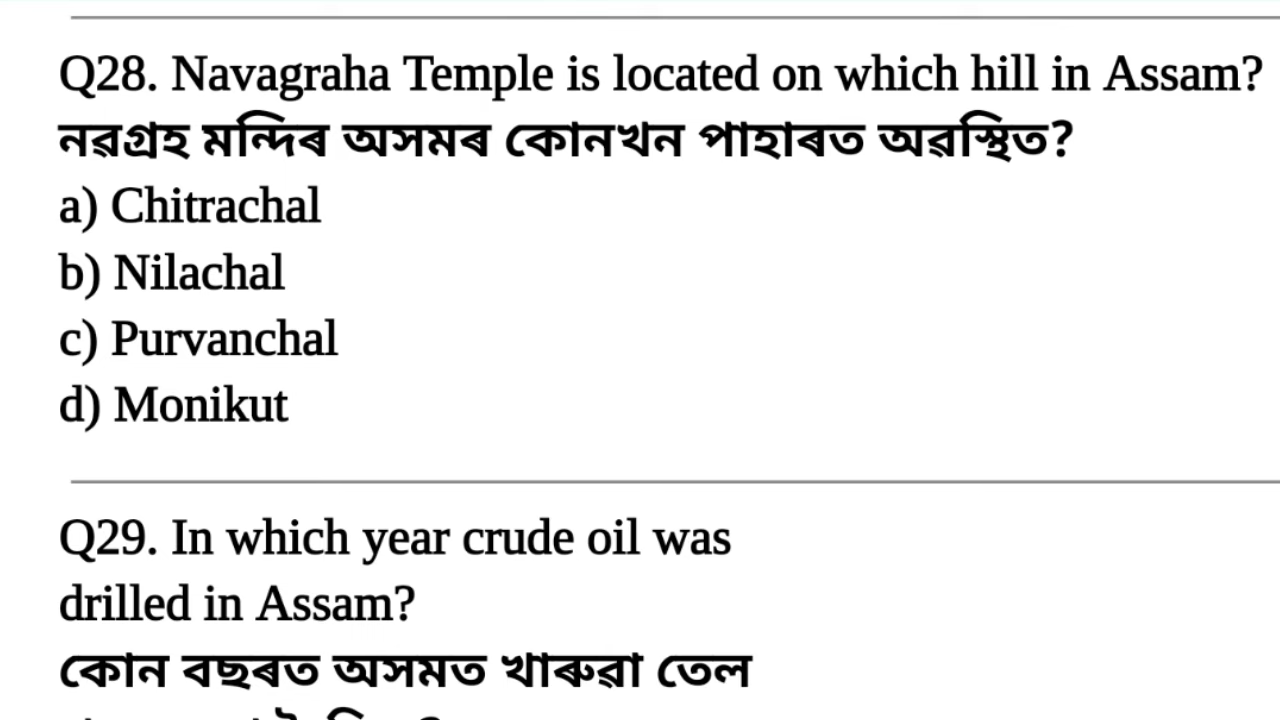 Q28. Navagraha Temple is located on which hill in Assam?
নৱগ্ৰহ মন্দিৰ অসমৰ কোনখন পাহাৰত অৱস্থিত?
a) Chitrachal
b) Nilachal
c) Purvanchal
d) Monikut
Q29. In which year crude oil was
drilled in Assam?
কোন বছৰত অসমত খাৰুৱা তেল